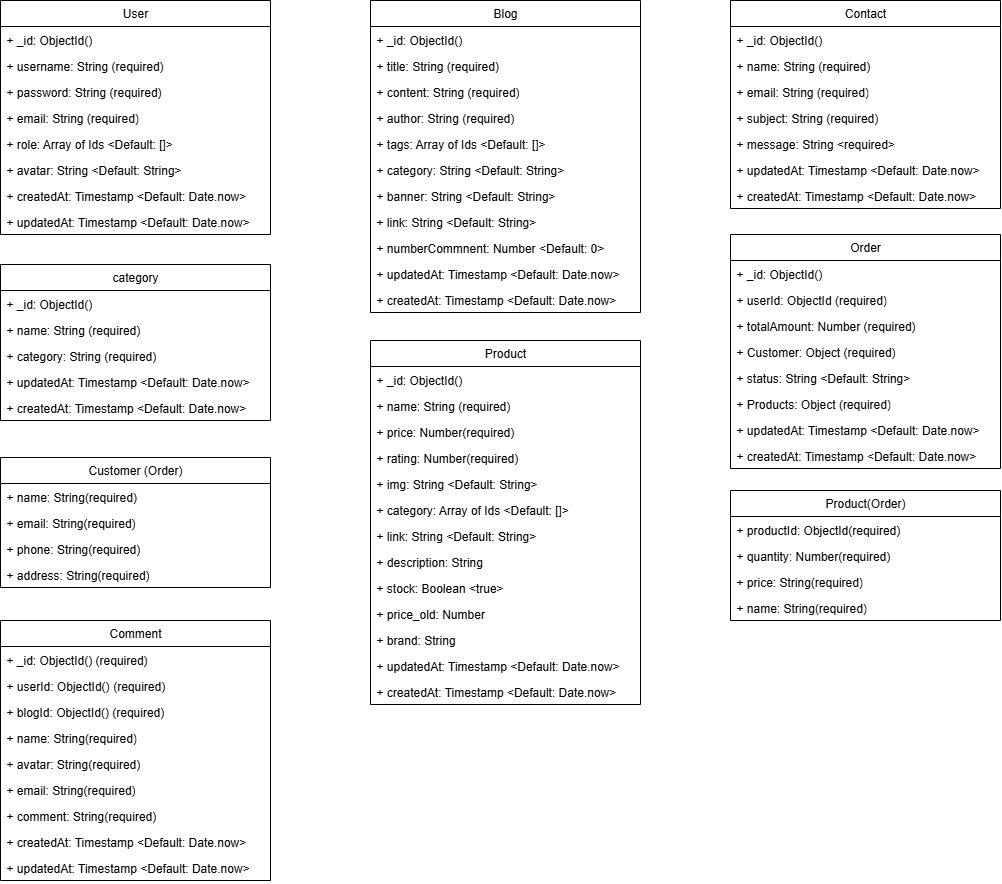 User
+ _id: ObjectId()
+ username: String (required)
+ password: String (required)
+ email: String (required)
+ role: Array of Ids <Default: []>
+ avatar: String <Default: String>
+ createdAt: Timestamp <Default: Date.now>
+ updatedAt: Timestamp <Default: Date.now>
category
+ _id: ObjectId()
+ name: String (required)
+ category: String (required)
+ updatedAt: Timestamp <Default: Date.now>
+ createdAt: Timestamp <Default: Date.now>
Customer (Order)
+ name: String(required)
+ email: String(required)
+ phone: String(required)
+ address: String(required)
Comment
+ _id: ObjectId() (required)
+ userId: ObjectId() (required)
+ blogId: ObjectId() (required)
+ name: String(required)
+ avatar: String(required)
+ email: String(required)
+ comment: String(required)
+ createdAt: Timestamp <Default: Date.now>
+ updatedAt: Timestamp <Default: Date.now>
Blog
+ _id: ObjectId()
+ title: String (required)
+ content: String (required)
+ author: String (required)
+ tags: Array of Ids <Default: []>
+ category: String <Default: String>
+ banner: String <Default: String>
+ link: String <Default: String>
+ numberCommnent: Number <Default: 0>
+ updatedAt: Timestamp <Default: Date.now>
+ createdAt: Timestamp <Default: Date.now>
Product
+ _id: ObjectId()
+ name: String (required)
+ price: Number(required)
+ rating: Number(required)
+ img: String <Default: String>
+ category: Array of Ids <Default: []>
+ link: String <Default: String>
+ description: String
+ stock: Boolean <true>
+ price_old: Number
+ brand: String
+ updatedAt: Timestamp <Default: Date.now>
+ createdAt: Timestamp <Default: Date.now>
Contact
+ _id: ObjectId()
+ name: String (required)
+ email: String (required)
+ subject: String (required)
+ message: String <required>
+ updatedAt: Timestamp <Default: Date.now>
+ createdAt: Timestamp <Default: Date.now>
Order
+ _id: ObjectId()
+ userId: ObjectId (required)
+ totalAmount: Number (required)
+ Customer: Object (required)
+ status: String <Default: String>
+ Products: Object (required)
+ updatedAt: Timestamp <Default: Date.now>
+ createdAt: Timestamp <Default: Date.now>
Product(Order)
+ productId: ObjectId(required)
+ quantity: Number(required)
+ price: String(required)
+ name: String(required)